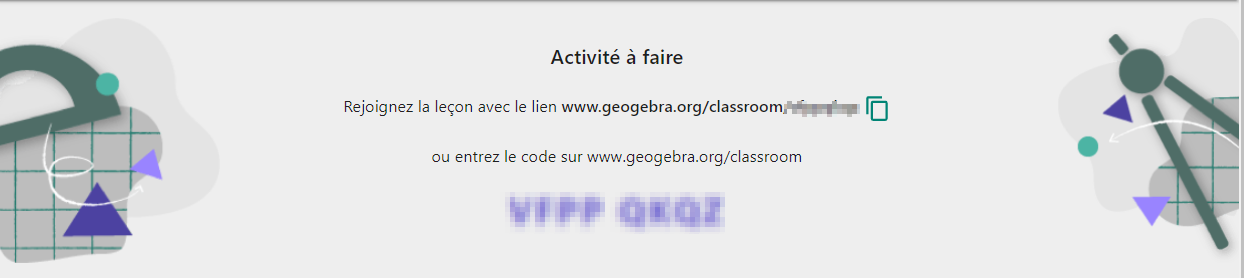 Activité à faire
Rejoignez la leçon avec le lien www.geogebra.org/classroom/
ou entrez le code sur www.geogebra.org/classroom